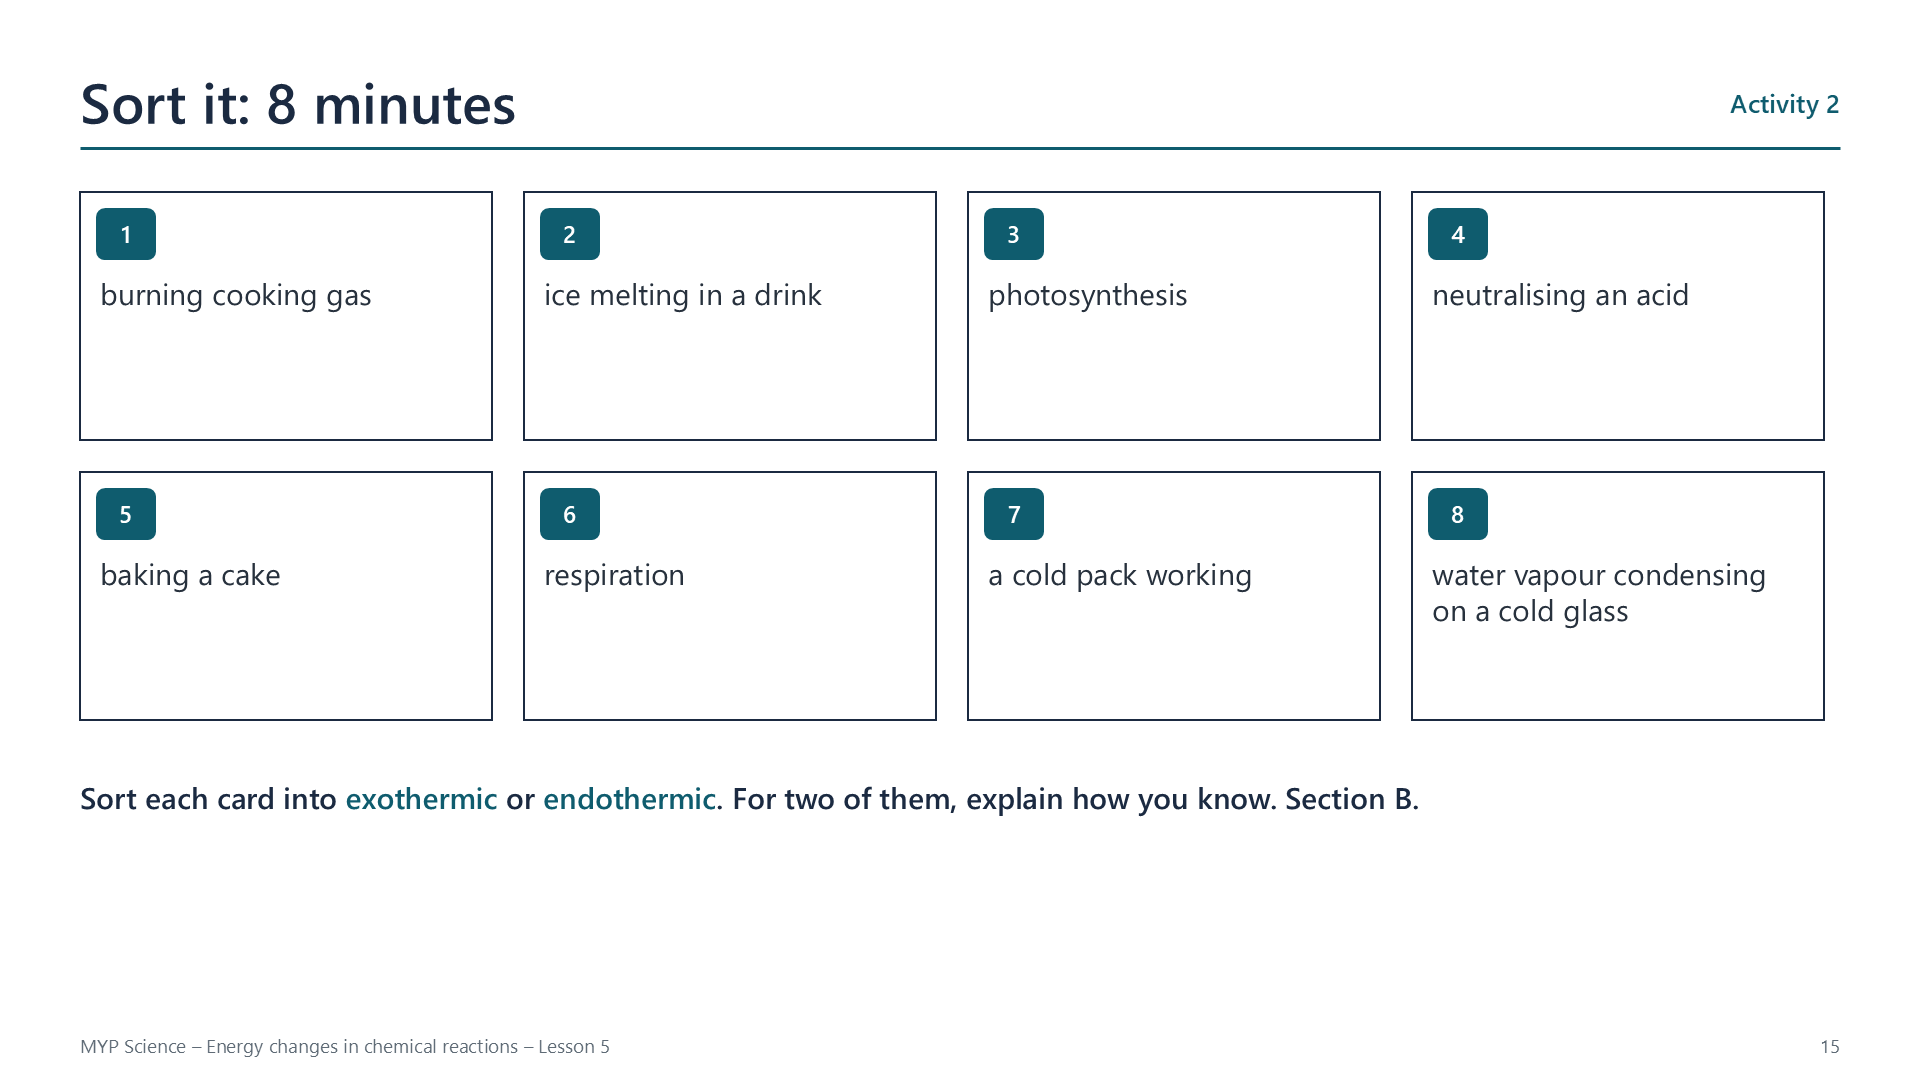 Sort it: 8 minutes
Activity 2
1
burning cooking gas
2
ice melting in a drink
3
photosynthesis
4
neutralising an acid
5
baking a cake
6
respiration
7
a cold pack working
8
water vapour condensing
on a cold glass
Sort each card into exothermic or endothermic. For two of them, explain how you know. Section B.
MYP Science – Energy changes in chemical reactions – Lesson 5
15